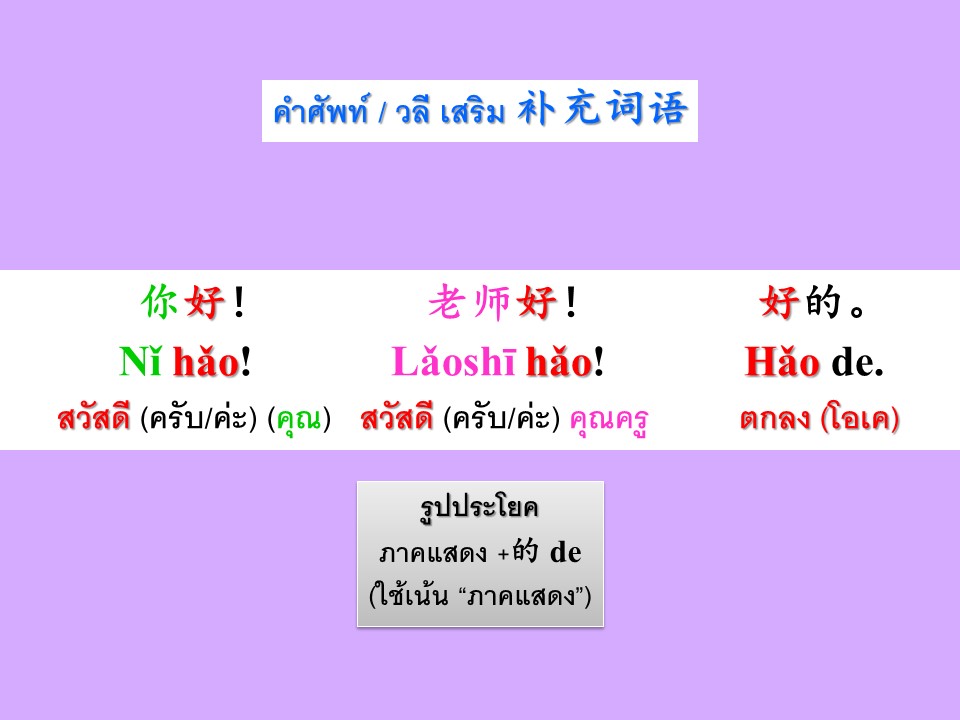 คำศัพท์ / วลี เสริม 补充词语
你好! 老师好! 好的。
Nǐ hǎo! Lǎoshī hǎo! Hǎo de.
สวัสดี (ครับ/ค่ะ) (คุณ) สวัสดี (ครับ/ค่ะ) คุณครู ตกลง (โอเค)
รูปประโยค
ภาคแสดง +的 de
(ใช้เน้น “ภาคแสดง”)